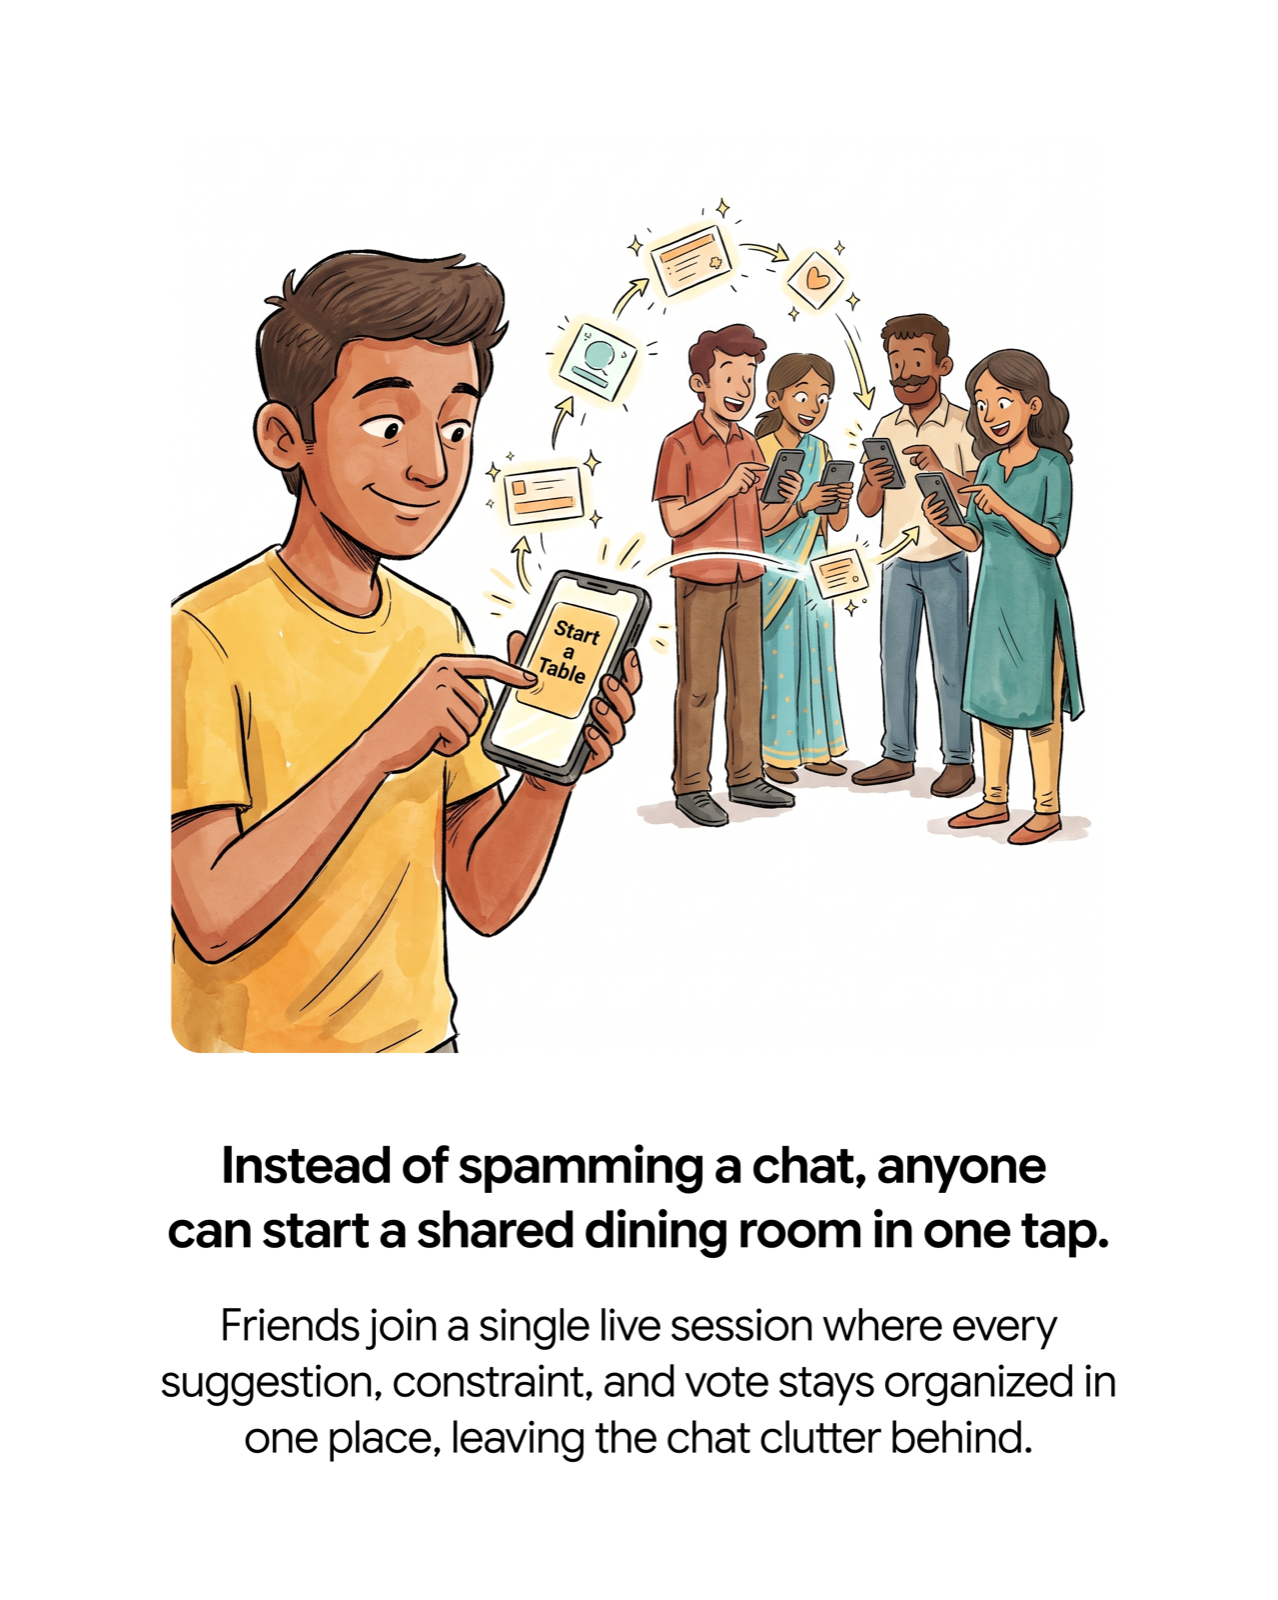 Start
a
Table
Instead of spamming a chat, anyone
can start a shared dining room in one tap.
Friends join a single live session where every
suggestion, constraint, and vote stays organized in
one place, leaving the chat clutter behind.